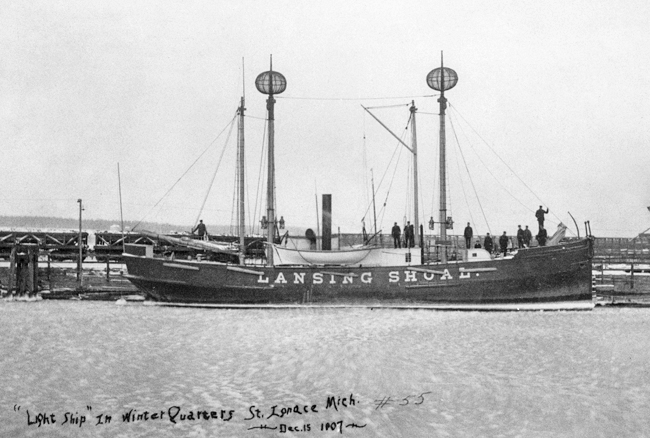 LANSING SHOAL
"Light Ship" In Winter Quarters St. Ignace Mich. #55
Dec. 15 1907